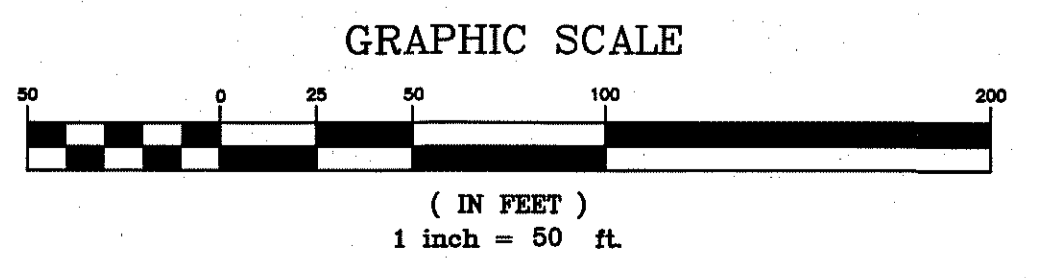 GRAPHIC SCALE
50 0 25 50 100 200
( IN FEET )
1 inch = 50 ft.